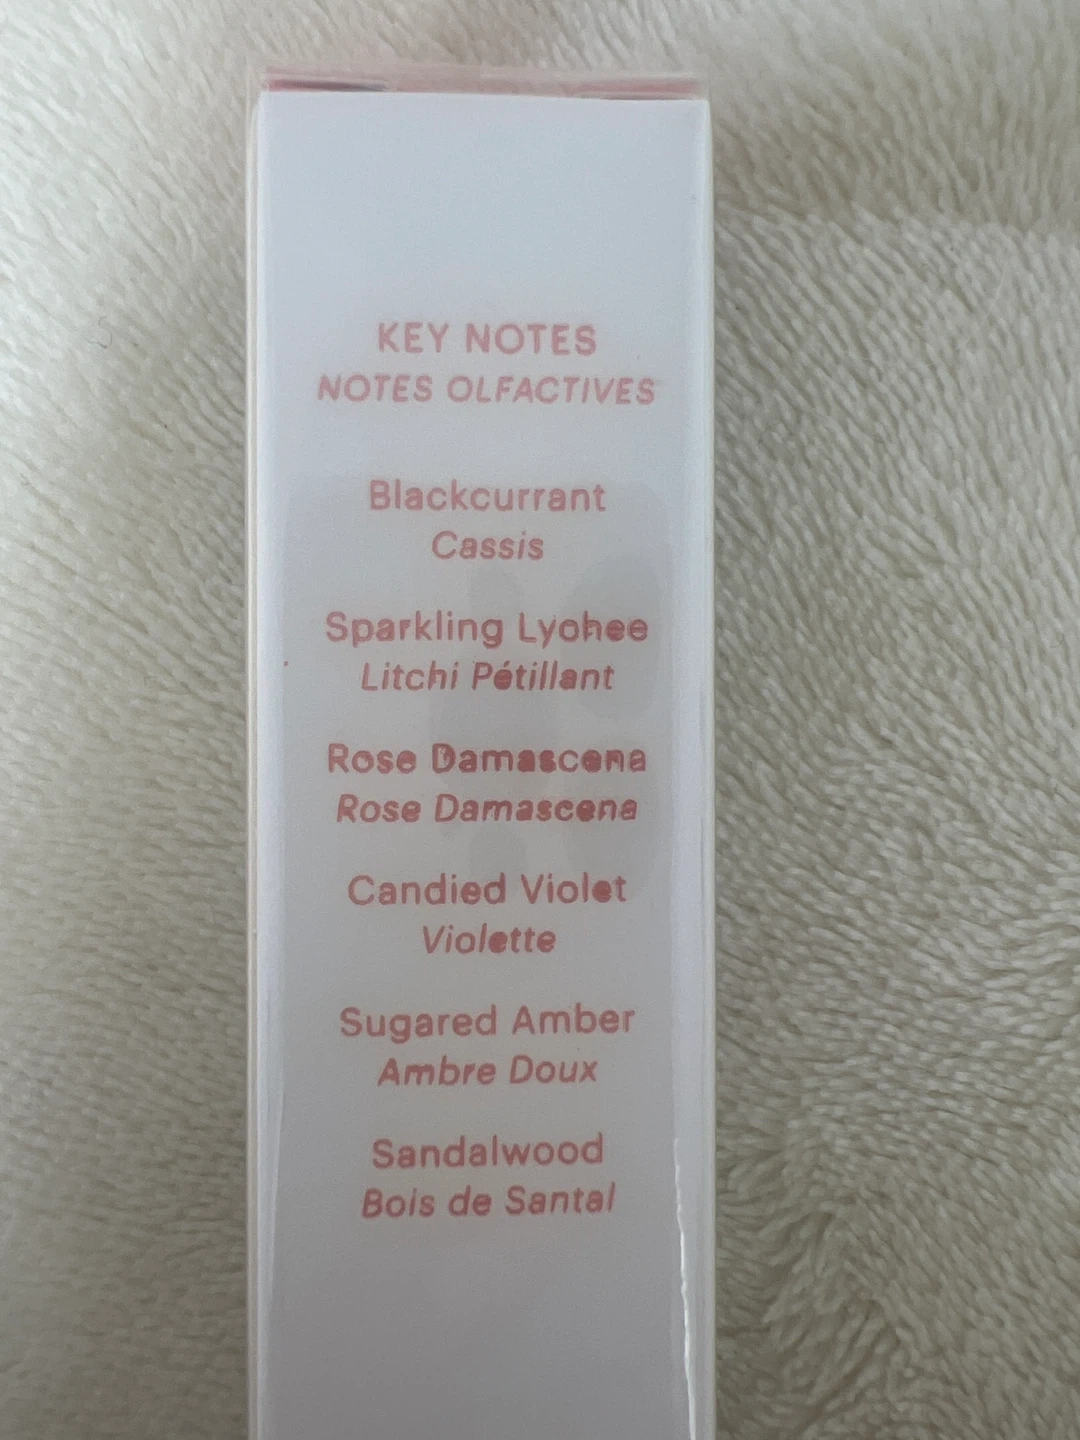 KEY NOTES
NOTES OLFACTIVES
Blackcurrant
Cassis
Sparkling Lychee
Litchi Pétillant
Rose Damascena
Rose Damascena
Candied Violet
Violette
Sugared Amber
Ambre Doux
Sandalwood
Bois de Santal